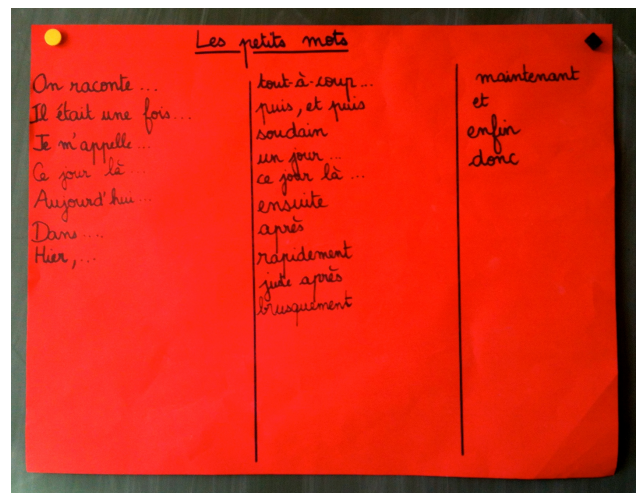 Les petits mots
On raconte...
Il était une fois...
Je m'appelle...
Ce jour là...
Aujourd'hui...
Dans....
Hier,...
tout-à-coup...
puis, et puis
soudain
un jour...
ce jour là...
ensuite
après
rapidement
juste après
brusquement
maintenant
et
enfin
donc